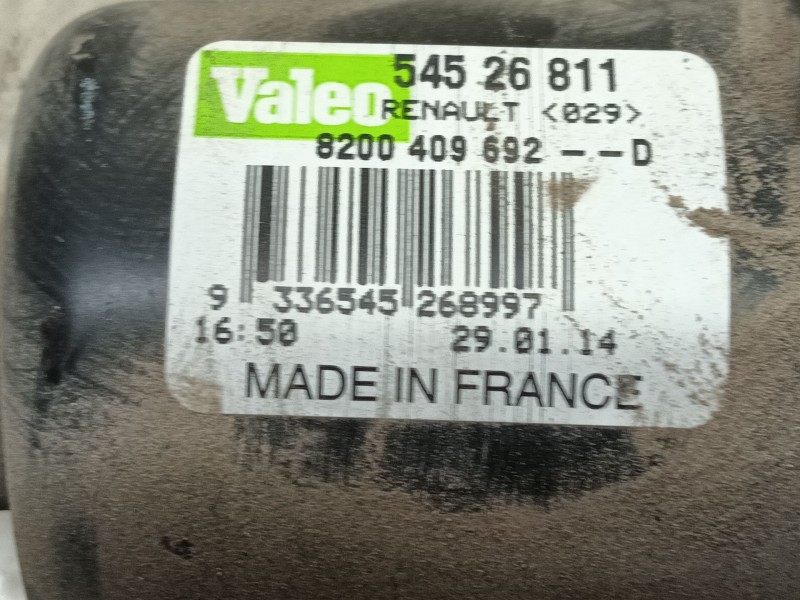 Valeo 545 26 811
RENAULT <029>
8200 409 692 -- D
9 336545 268997
16:50 29.01.14
MADE IN FRANCE